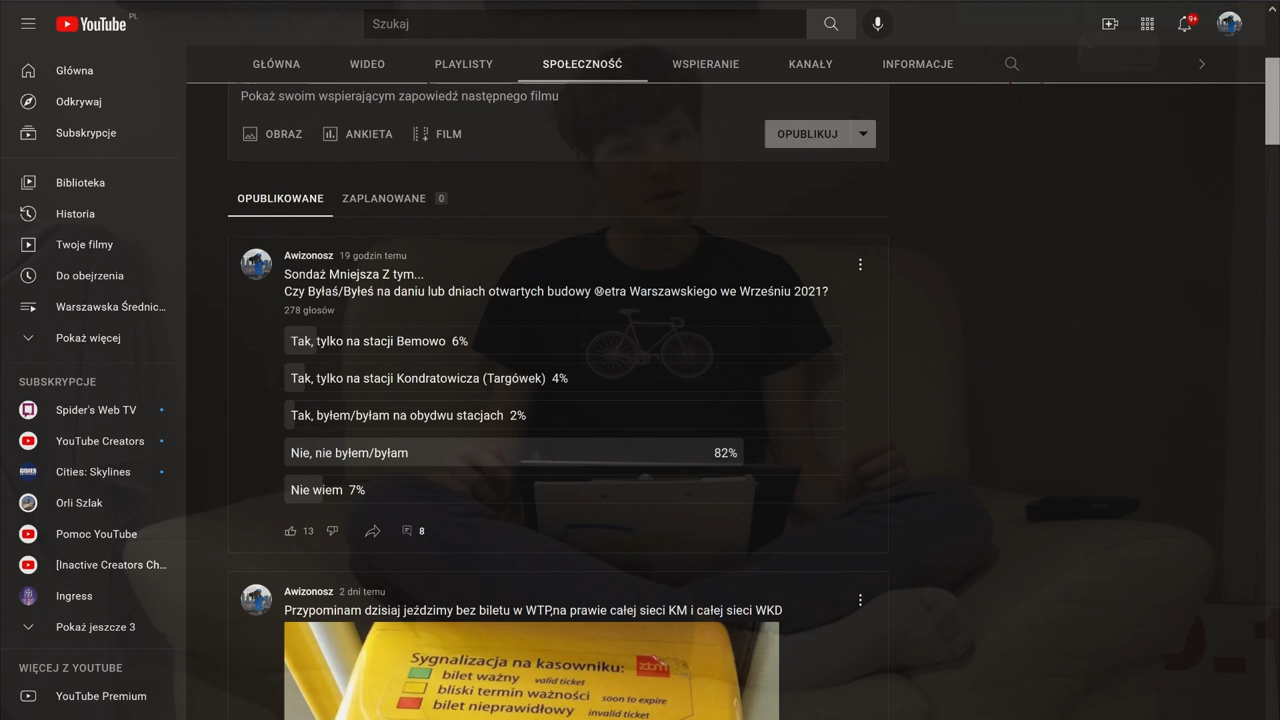 YouTube PL
Szukaj
9+
GŁÓWNA WIDEO PLAYLISTY SPOŁECZNOŚĆ WSPIERANIE KANAŁY INFORMACJE
Główna
Odkrywaj
Subskrypcje
Biblioteka
Historia
Twoje filmy
Do obejrzenia
Warszawska Średnic...
Pokaż więcej
SUBSKRYPCJE
Spider's Web TV
YouTube Creators
Cities: Skylines
Orli Szlak
Pomoc YouTube
[Inactive Creators Ch...
Ingress
Pokaż jeszcze 3
WIĘCEJ Z YOUTUBE
YouTube Premium
Pokaż swoim wspierającym zapowiedź następnego filmu
OBRAZ ANKIETA FILM OPUBLIKUJ
OPUBLIKOWANE ZAPLANOWANE 0
Awizonosz 19 godzin temu
Sondaż Mniejsza Z tym...
Czy Byłaś/Byłeś na daniu lub dniach otwartych budowy Ⓜetra Warszawskiego we Wrześniu 2021?
278 głosów
Tak, tylko na stacji Bemowo 6%
Tak, tylko na stacji Kondratowicza (Targówek) 4%
Tak, byłem/byłam na obydwu stacjach 2%
Nie, nie byłem/byłam 82%
Nie wiem 7%
13 8
Awizonosz 2 dni temu
Przypominam dzisiaj jeździmy bez biletu w WTP,na prawie całej sieci KM i całej sieci WKD
Sygnalizacja na kasowniku: ztm
bilet ważny valid ticket
bliski termin ważności soon to expire
bilet nieprawidłowy invalid ticket